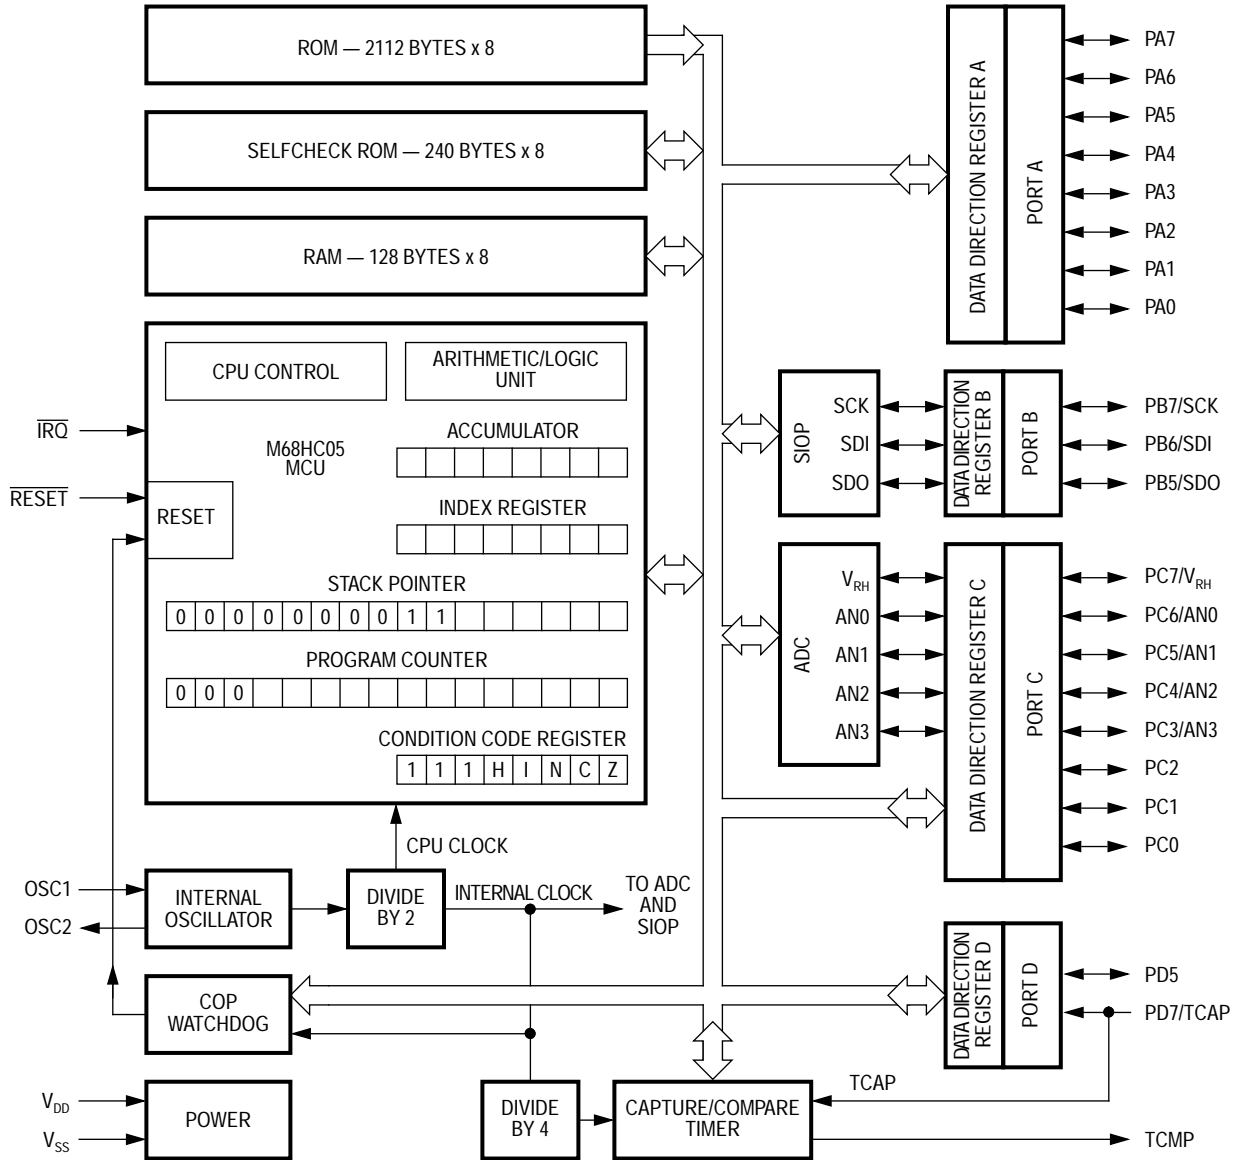 ROM — 2112 BYTES x 8
SELFCHECK ROM — 240 BYTES x 8
RAM — 128 BYTES x 8
CPU CONTROL
ARITHMETIC/LOGIC
UNIT
M68HC05
MCU
ACCUMULATOR
INDEX REGISTER
IRQ
RESET
RESET
STACK POINTER
0 0 0 0 0 0 0 0 1 1
PROGRAM COUNTER
0 0 0
CONDITION CODE REGISTER
1 1 1 H I N C Z
CPU CLOCK
OSC1
OSC2
INTERNAL
OSCILLATOR
DIVIDE
BY 2
INTERNAL CLOCK
TO ADC
AND
SIOP
COP
WATCHDOG
V_DD
V_SS
POWER
DIVIDE
BY 4
CAPTURE/COMPARE
TIMER
TCAP
TCMP
DATA DIRECTION REGISTER A
PORT A
PA7
PA6
PA5
PA4
PA3
PA2
PA1
PA0
SIOP
SCK
SDI
SDO
DATA DIRECTION
REGISTER B
PORT B
PB7/SCK
PB6/SDI
PB5/SDO
ADC
V_RH
AN0
AN1
AN2
AN3
DATA DIRECTION REGISTER C
PORT C
PC7/V_RH
PC6/AN0
PC5/AN1
PC4/AN2
PC3/AN3
PC2
PC1
PC0
DATA DIRECTION
REGISTER D
PORT D
PD5
PD7/TCAP